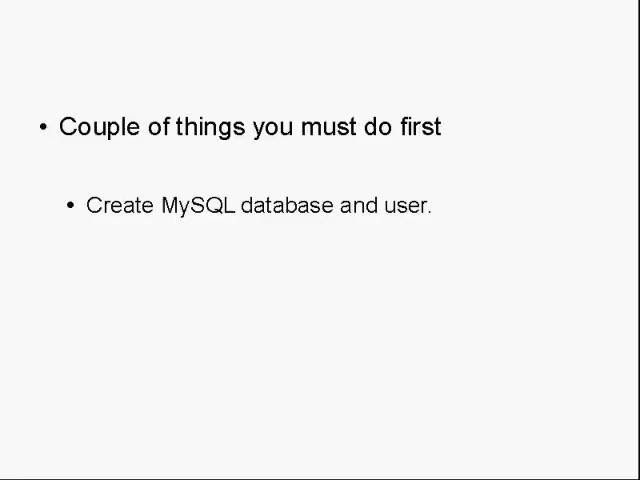 • Couple of things you must do first
• Create MySQL database and user.